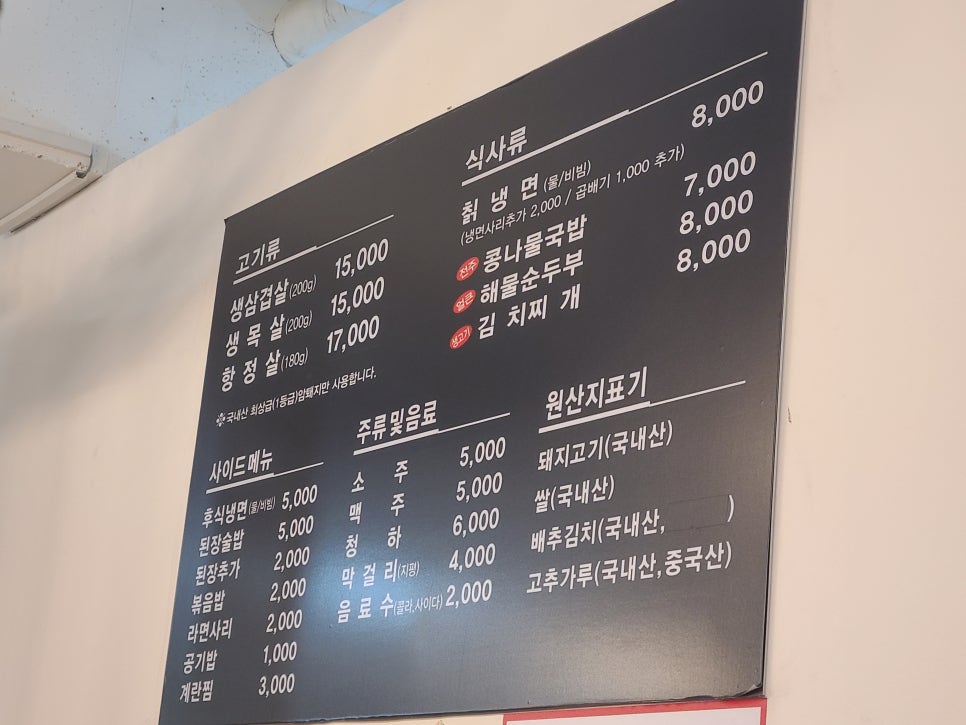 고기류
생삼겹살(200g) 15,000
생 목 살(200g) 15,000
항 정 살(180g) 17,000
※국내산 최상급(1등급)암퇘지만 사용합니다.
식사류
칡 냉 면(물/비빔) 8,000
(냉면사리추가 2,000 / 곱배기 1,000 추가)
전주 콩나물국밥 7,000
얼큰 해물순두부 8,000
생고기 김 치찌 개 8,000
사이드메뉴
후식냉면(물/비빔) 5,000
된장술밥 5,000
된장추가 2,000
볶음밥 2,000
라면사리 2,000
공기밥 1,000
계란찜 3,000
주류및음료
소 주 5,000
맥 주 5,000
청 하 6,000
막 걸 리(지평) 4,000
음 료 수(콜라,사이다) 2,000
원산지표기
돼지고기(국내산)
쌀(국내산)
배추김치(국내산, )
고추가루(국내산,중국산)